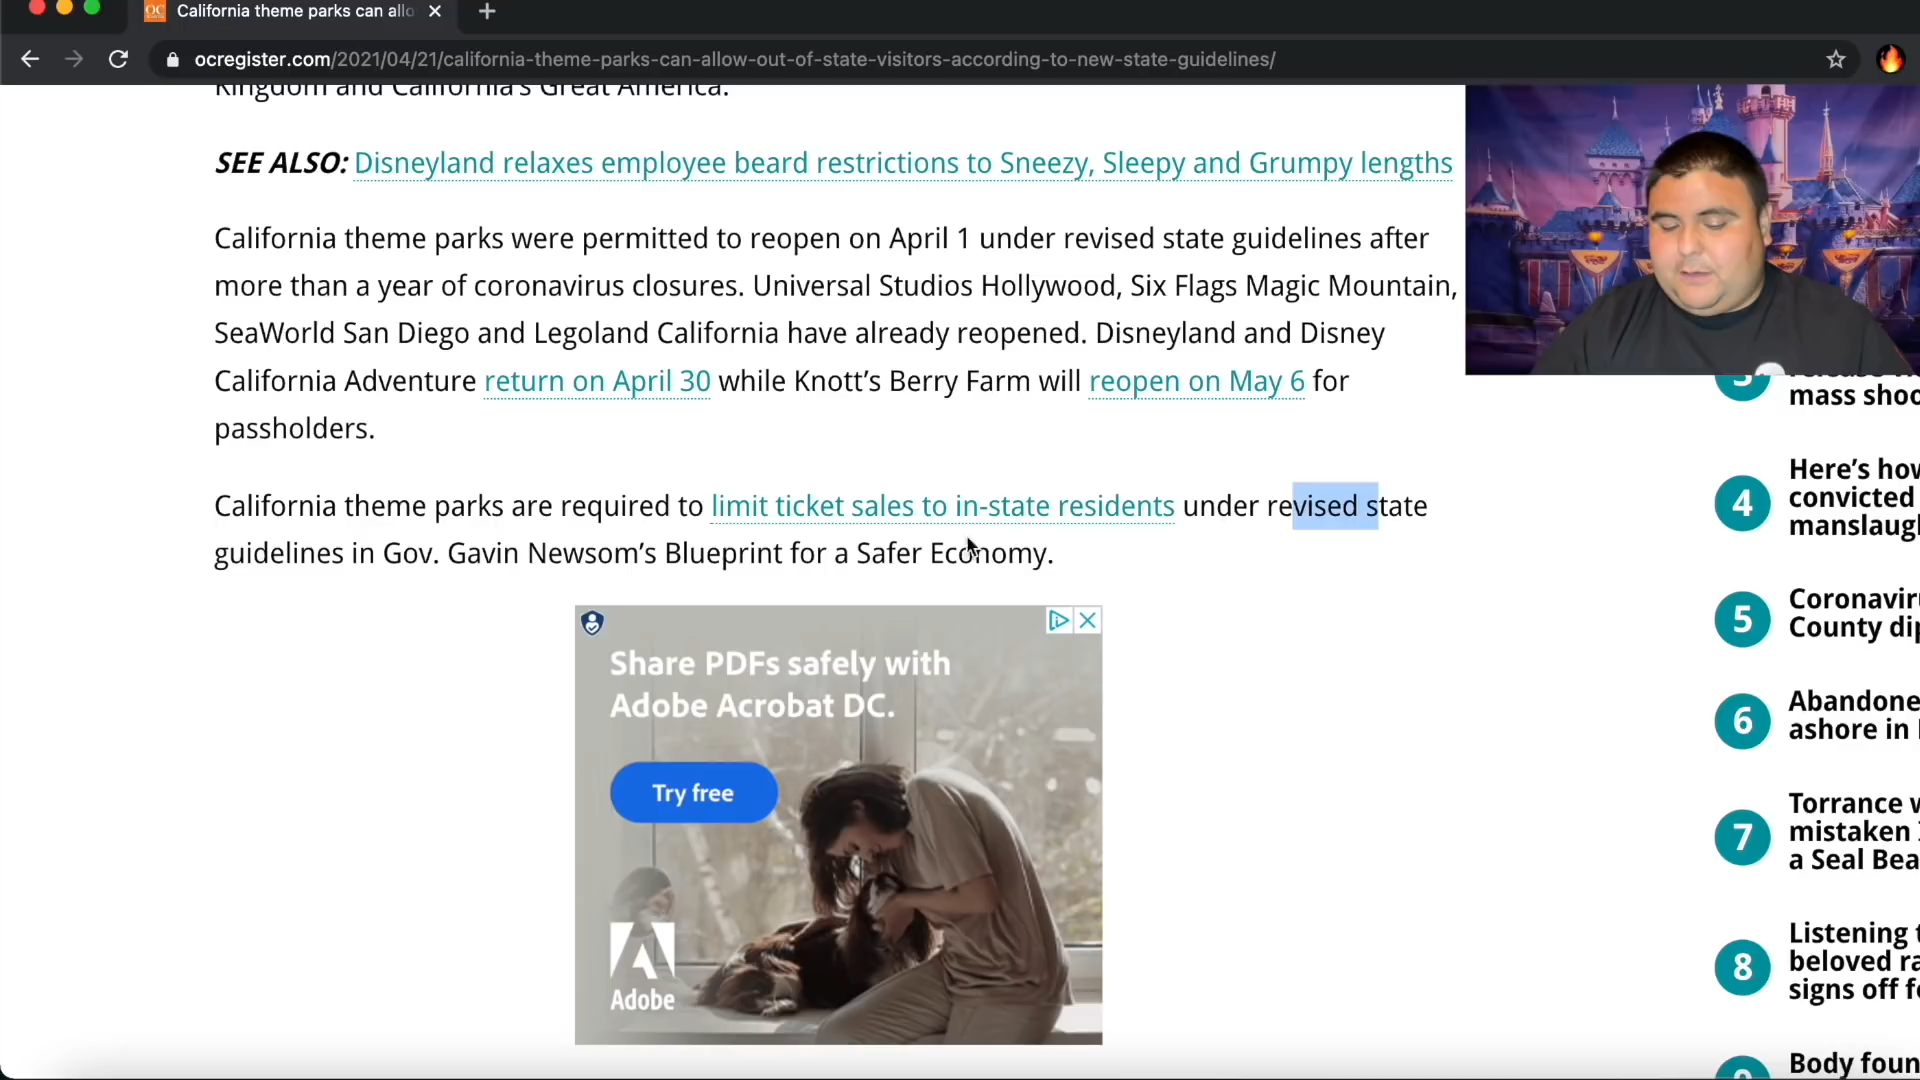 California theme parks can allo
ocregister.com/2021/04/21/california-theme-parks-can-allow-out-of-state-visitors-according-to-new-state-guidelines/
Kingdom and California's Great America.
SEE ALSO: Disneyland relaxes employee beard restrictions to Sneezy, Sleepy and Grumpy lengths
California theme parks were permitted to reopen on April 1 under revised state guidelines after
more than a year of coronavirus closures. Universal Studios Hollywood, Six Flags Magic Mountain,
SeaWorld San Diego and Legoland California have already reopened. Disneyland and Disney
California Adventure return on April 30 while Knott's Berry Farm will reopen on May 6 for
passholders.
California theme parks are required to limit ticket sales to in-state residents under revised state
guidelines in Gov. Gavin Newsom's Blueprint for a Safer Economy.
Share PDFs safely with
Adobe Acrobat DC.
Try free
Adobe
mass shoo
4
Here's how
convicted
manslaugh
5
Coronaviru
County dip
6
Abandone
ashore in
7
Torrance w
mistaken
a Seal Bea
8
Listening t
beloved ra
signs off fo
Body foun